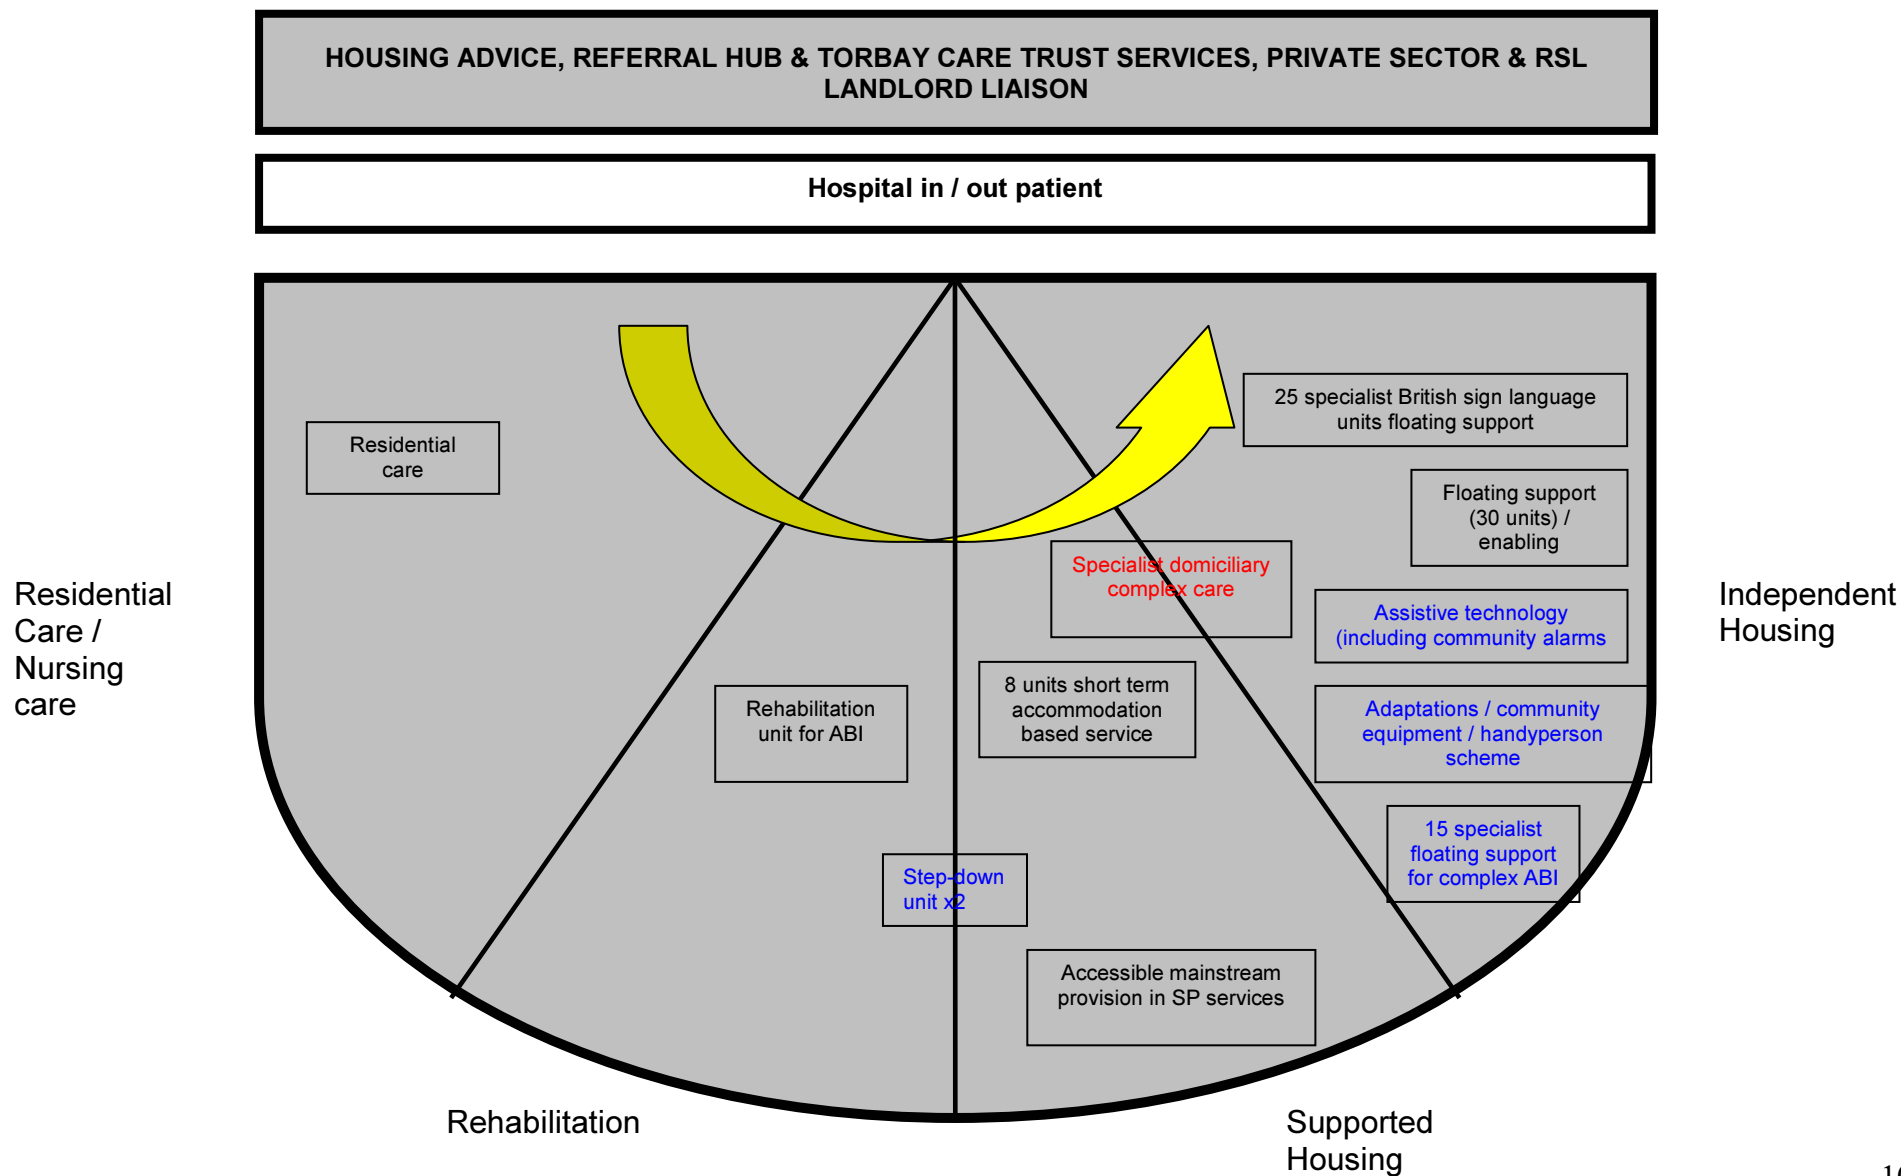 HOUSING ADVICE, REFERRAL HUB & TORBAY CARE TRUST SERVICES, PRIVATE SECTOR & RSL
LANDLORD LIAISON
Hospital in / out patient
25 specialist British sign language
units floating support
Residential
care
Floating support
(30 units) /
enabling
Specialist domiciliary
complex care
Residential
Care /
Nursing
care
Assistive technology
(including community alarms
Independent
Housing
8 units short term
accommodation
based service
Rehabilitation
unit for ABI
Adaptations / community
equipment / handyperson
scheme
15 specialist
floating support
for complex ABI
Step-down
unit x2
Accessible mainstream
provision in SP services
Rehabilitation
Supported
Housing